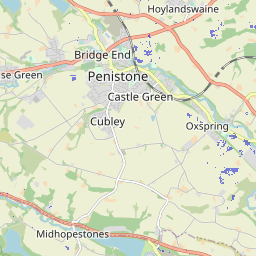 Hoylandswaine
Bridge End
se Green
Penistone
Castle Green
Cubley
Oxspring
Midhopestones